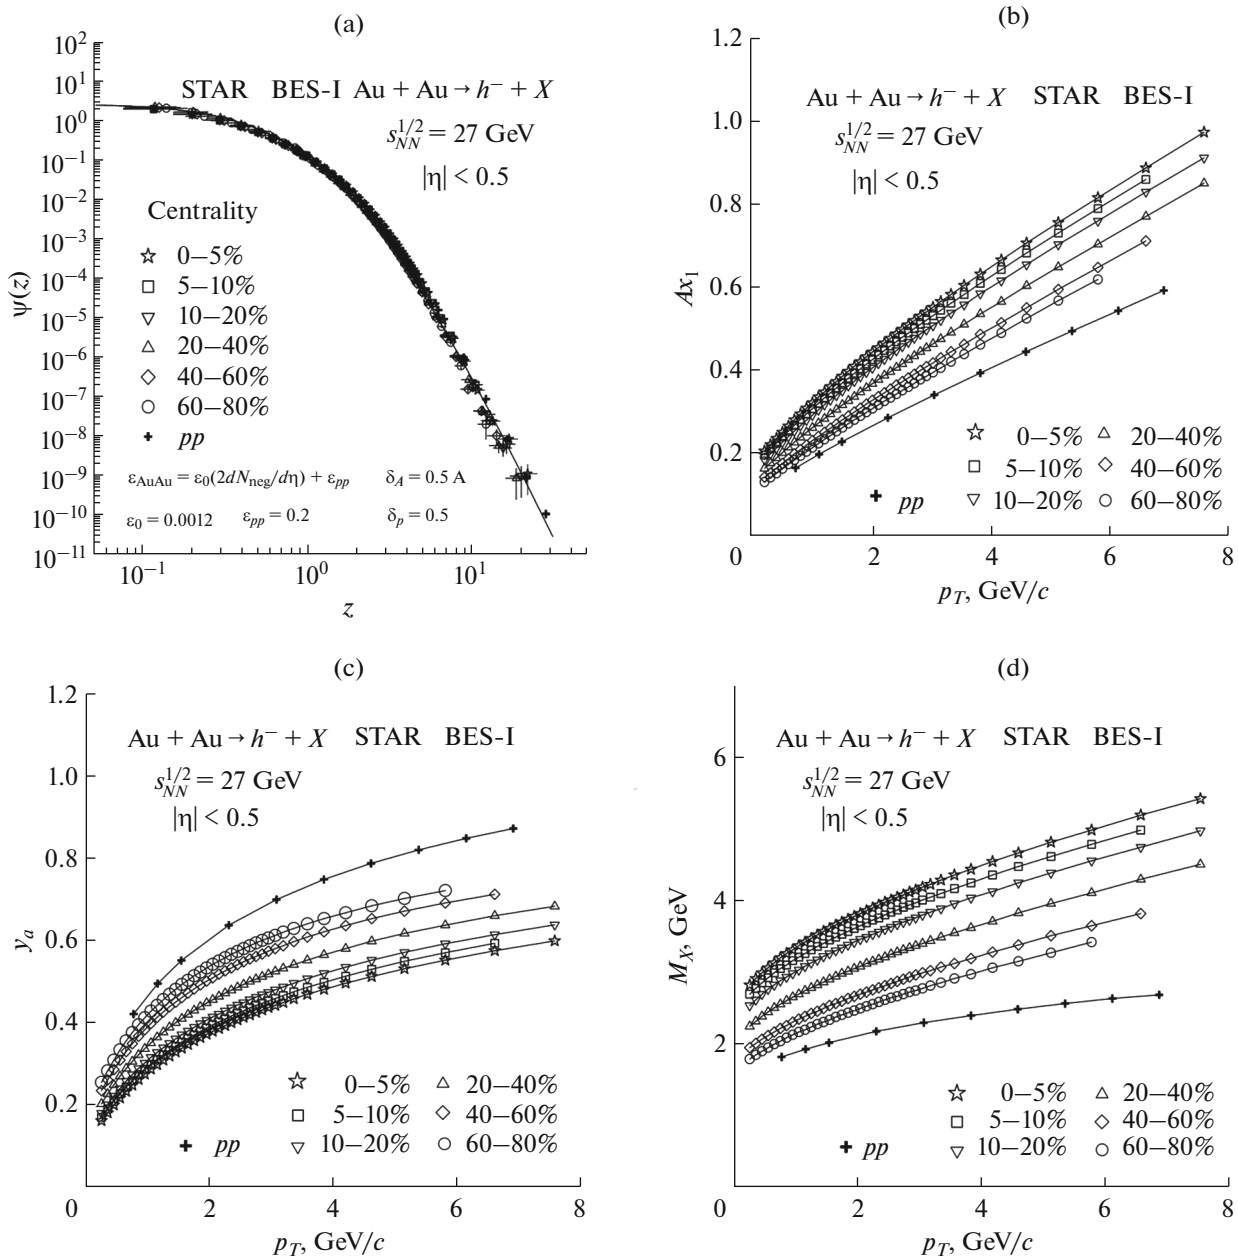 (a)
10²
10¹
10⁰
10⁻¹
10⁻²
10⁻³
10⁻⁴
10⁻⁵
10⁻⁶
10⁻⁷
10⁻⁸
10⁻⁹
10⁻¹⁰
10⁻¹¹
ψ(z)
STAR BES-I Au + Au → h⁻ + X
s_NN^1/2 = 27 GeV
|η| < 0.5
Centrality
0–5%
5–10%
10–20%
20–40%
40–60%
60–80%
pp
ε_AuAu = ε₀(2dN_neg/dη) + ε_pp δ_A = 0.5 A
ε₀ = 0.0012 ε_pp = 0.2 δ_p = 0.5
10⁻¹ 10⁰ 10¹
z
(b)
1.2
1.0
0.8
0.6
0.4
0.2
Ax₁
Au + Au → h⁻ + X STAR BES-I
s_NN^1/2 = 27 GeV
|η| < 0.5
0–5% 20–40%
5–10% 40–60%
pp 10–20% 60–80%
0 2 4 6 8
p_T, GeV/c
(c)
1.2
1.0
0.8
0.6
0.4
0.2
y_a
Au + Au → h⁻ + X STAR BES-I
s_NN^1/2 = 27 GeV
|η| < 0.5
0–5% 20–40%
5–10% 40–60%
pp 10–20% 60–80%
0 2 4 6 8
p_T, GeV/c
(d)
6
4
2
M_X, GeV
Au + Au → h⁻ + X STAR BES-I
s_NN^1/2 = 27 GeV
|η| < 0.5
0–5% 20–40%
5–10% 40–60%
pp 10–20% 60–80%
0 2 4 6 8
p_T, GeV/c